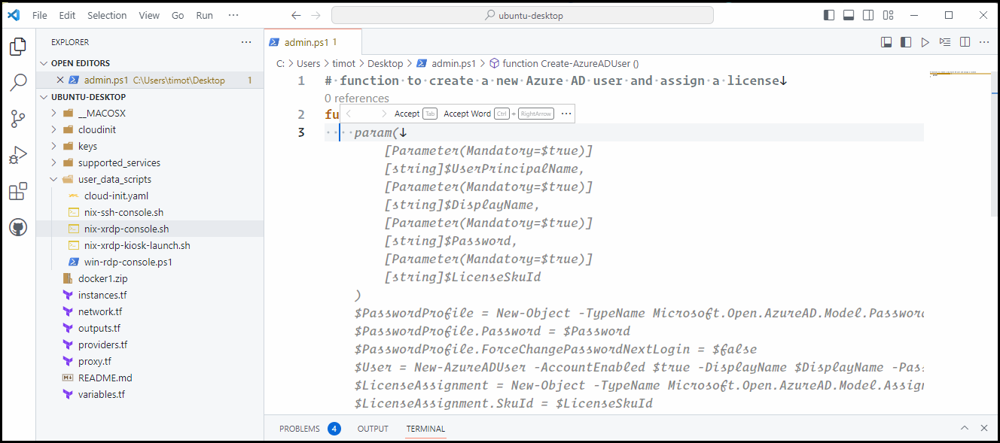 File Edit Selection View Go Run ···
ubuntu-desktop
EXPLORER ···
OPEN EDITORS
admin.ps1 C:\Users\timot\Desktop 1
UBUNTU-DESKTOP
__MACOSX
cloudinit
keys
supported_services
user_data_scripts
cloud-init.yaml
nix-ssh-console.sh
nix-xrdp-console.sh
nix-xrdp-kiosk-launch.sh
win-rdp-console.ps1
docker1.zip
instances.tf
network.tf
outputs.tf
providers.tf
proxy.tf
README.md
variables.tf
admin.ps1 1
C: > Users > timot > Desktop > admin.ps1 > function Create-AzureADUser ()
1 #·function·to·create·a·new·Azure·AD·user·and·assign·a·license↓
0 references
2 fu
Accept Tab Accept Word Ctrl + RightArrow ···
3 ····param(↓
[Parameter(Mandatory=$true)]
[string]$UserPrincipalName,
[Parameter(Mandatory=$true)]
[string]$DisplayName,
[Parameter(Mandatory=$true)]
[string]$Password,
[Parameter(Mandatory=$true)]
[string]$LicenseSkuId
)
$PasswordProfile = New-Object -TypeName Microsoft.Open.AzureAD.Model.Password
$PasswordProfile.Password = $Password
$PasswordProfile.ForceChangePasswordNextLogin = $false
$User = New-AzureADUser -AccountEnabled $true -DisplayName $DisplayName -Pas
$LicenseAssignment = New-Object -TypeName Microsoft.Open.AzureAD.Model.Assign
$LicenseAssignment.SkuId = $LicenseSkuId
PROBLEMS 4 OUTPUT TERMINAL